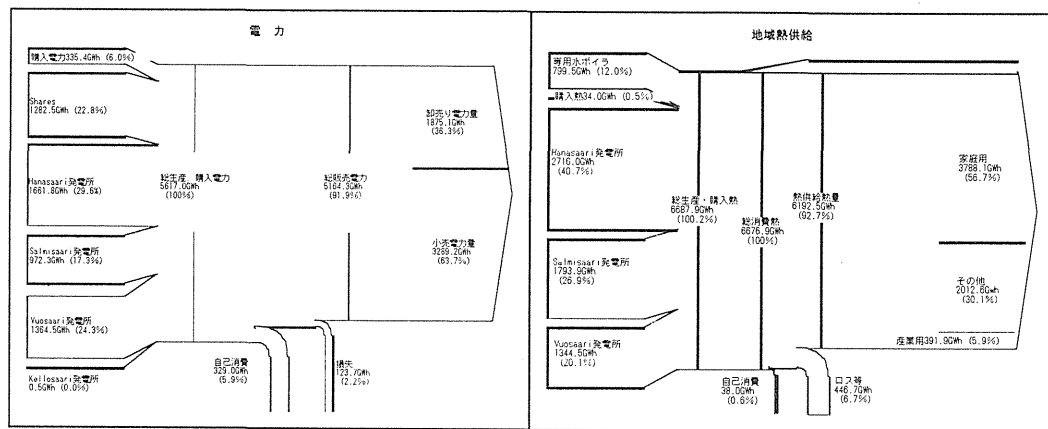 電 力
購入電力335.4GWh (6.0%)
Shares
1282.5GWh (22.8%)
Hanasaari発電所
1661.8GWh (29.6%)
Salmisaari発電所
972.3GWh (17.3%)
Vuosaari発電所
1364.5GWh (24.3%)
Kellosaari発電所
0.5GWh (0.0%)
総生産、購入電力
5617.0GWh
(100%)
総販売電力
5164.3GWh
(91.9%)
卸売り電力量
1875.1GWh
(36.3%)
小売電力量
3289.2GWh
(63.7%)
自己消費
329.0GWh
(5.9%)
損失
123.7GWh
(2.2%)
地域熱供給
専用水ボイラ
799.5GWh (12.0%)
購入熱34.0GWh (0.5%)
Hanasaari発電所
2716.0GWh
(40.7%)
Salmisaari発電所
1793.9GWh
(26.9%)
Vuosaari発電所
1344.5GWh
(20.1%)
総生産・購入熱
6687.9GWh
(100.2%)
総消費熱
6676.9GWh
(100%)
熱供給熱量
6192.5GWh
(92.7%)
家庭用
3788.1GWh
(56.7%)
その他
2012.6GWh
(30.1%)
産業用391.9GWh (5.9%)
自己消費
38.0GWh
(0.6%)
ロス等
446.7GWh
(6.7%)